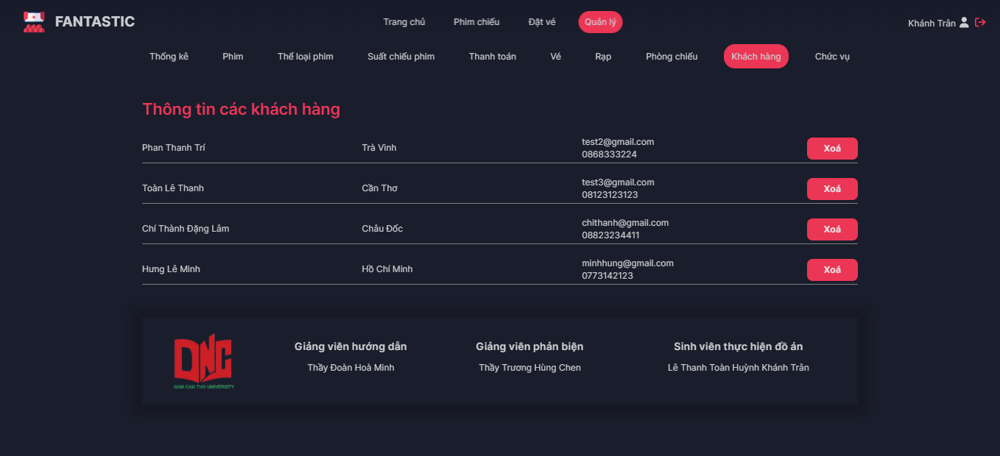 FANTASTIC
Trang chủ Phim chiếu Đặt vé Quản lý
Khánh Trân
Thống kê Phim Thể loại phim Suất chiếu phim Thanh toán Vé Rạp Phòng chiếu Khách hàng Chức vụ
Thông tin các khách hàng
Phan Thanh Trí Trà Vinh test2@gmail.com Xoá
0868333224
Toàn Lê Thanh Cần Thơ test3@gmail.com Xoá
08123123123
Chí Thành Đặng Lâm Châu Đốc chithanh@gmail.com Xoá
08823234411
Hưng Lê Minh Hồ Chí Minh minhhung@gmail.com Xoá
0773142123
DNC
NAM CAN THO UNIVERSITY
Giảng viên hướng dẫn Giảng viên phản biện Sinh viên thực hiện đồ án
Thầy Đoàn Hoà Minh Thầy Trương Hùng Chen Lê Thanh Toàn Huỳnh Khánh Trân